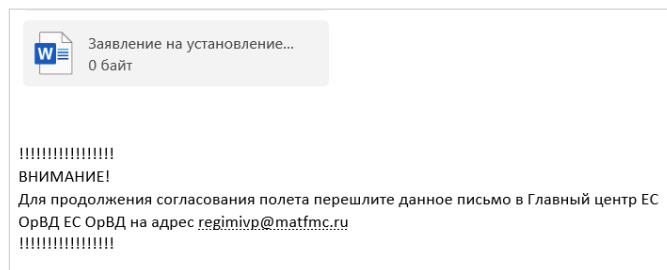 W
Заявление на установление...
0 байт
!!!!!!!!!!!!!!!!!
ВНИМАНИЕ!
Для продолжения согласования полета перешлите данное письмо в Главный центр ЕС
ОрВД ЕС ОрВД на адрес regimivp@matfmc.ru
!!!!!!!!!!!!!!!!!